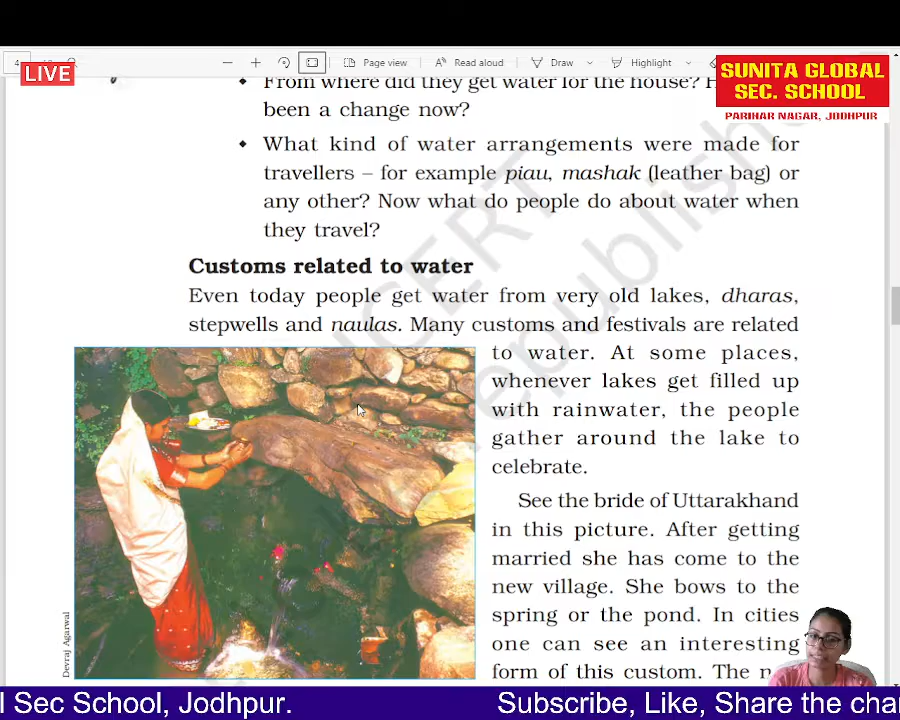 4
Page view
Read aloud
Draw
Highlight
LIVE
SUNITA GLOBAL
SEC. SCHOOL
PARIHAR NAGAR, JODHPUR
• From where did they get water for the house?
been a change now?
◆ What kind of water arrangements were made for
travellers – for example piau, mashak (leather bag) or
any other? Now what do people do about water when
they travel?
Customs related to water
Even today people get water from very old lakes, dharas,
stepwells and naulas. Many customs and festivals are related
to water. At some places,
whenever lakes get filled up
with rainwater, the people
gather around the lake to
celebrate.
See the bride of Uttarakhand
in this picture. After getting
married she has come to the
new village. She bows to the
spring or the pond. In cities
one can see an interesting
form of this custom. The
Devraj Agarwal
republish
l Sec School, Jodhpur.
Subscribe, Like, Share the